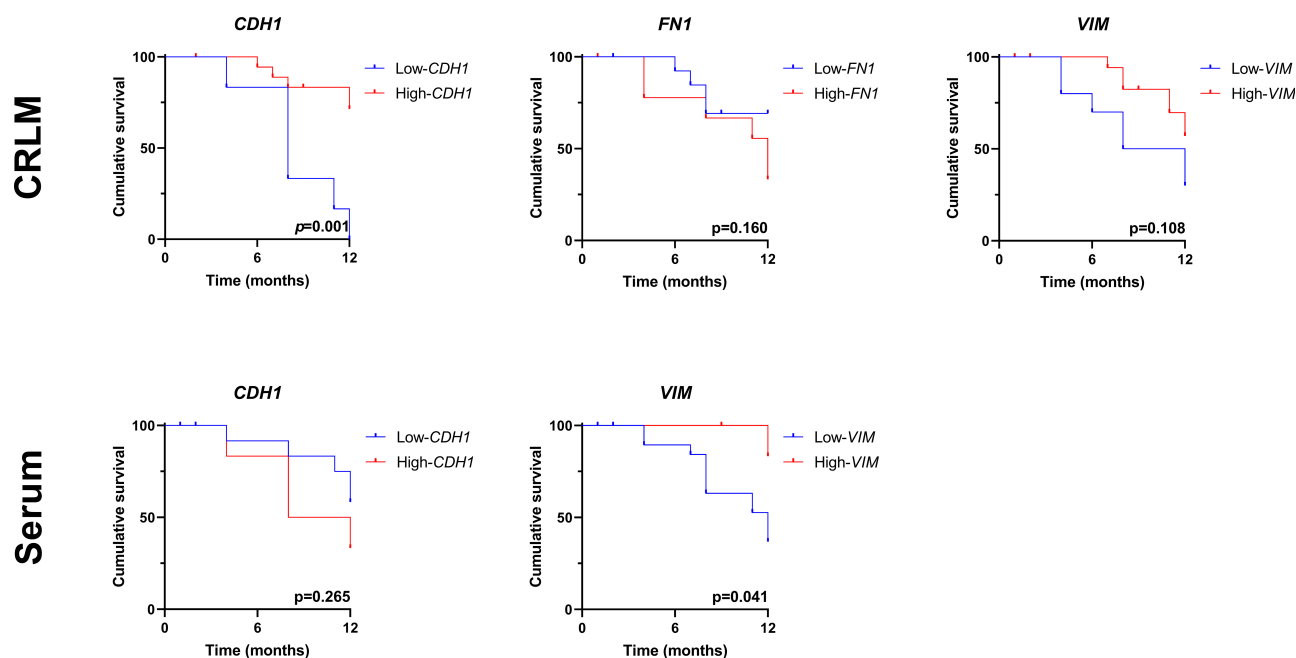 CRLM
CDH1
Cumulative survival
100
50
0
0 6 12
Time (months)
Low-CDH1
High-CDH1
p=0.001
FN1
Cumulative survival
100
50
0
0 6 12
Time (months)
Low-FN1
High-FN1
p=0.160
VIM
Cumulative survival
100
50
0
0 6 12
Time (months)
Low-VIM
High-VIM
p=0.108
Serum
CDH1
Cumulative survival
100
50
0
0 6 12
Time (months)
Low-CDH1
High-CDH1
p=0.265
VIM
Cumulative survival
100
50
0
0 6 12
Time (months)
Low-VIM
High-VIM
p=0.041